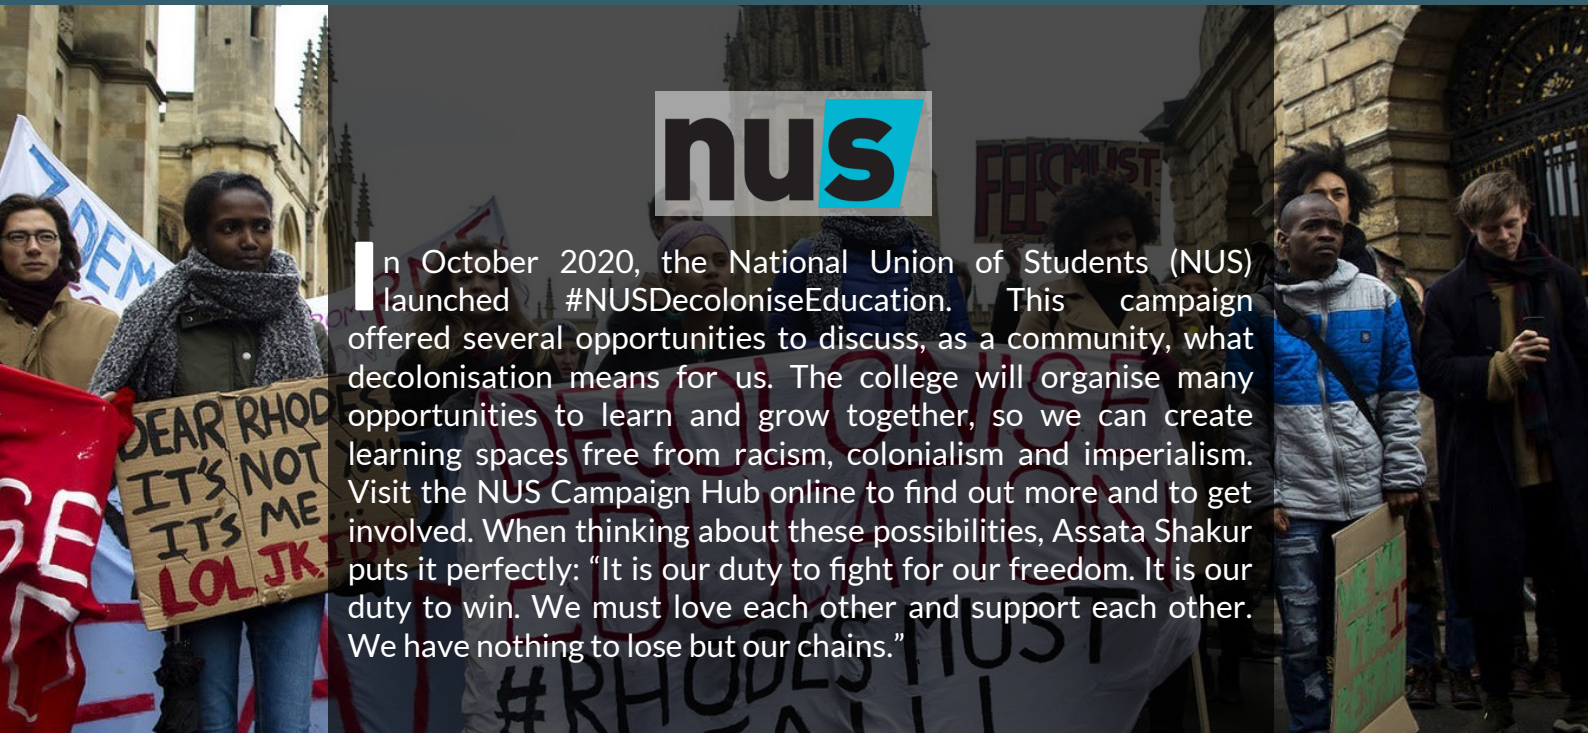 nus
In October 2020, the National Union of Students (NUS)
launched #NUSDecoloniseEducation. This campaign
offered several opportunities to discuss, as a community, what
decolonisation means for us. The college will organise many
opportunities to learn and grow together, so we can create
learning spaces free from racism, colonialism and imperialism.
Visit the NUS Campaign Hub online to find out more and to get
involved. When thinking about these possibilities, Assata Shakur
puts it perfectly: “It is our duty to fight for our freedom. It is our
duty to win. We must love each other and support each other.
We have nothing to lose but our chains.”
DEAR RHODES
IT'S NOT YOU
IT'S ME
LOL JK
FEES MUST
DECOLONISE
EDUCATION
#RHODES MUST
FALL